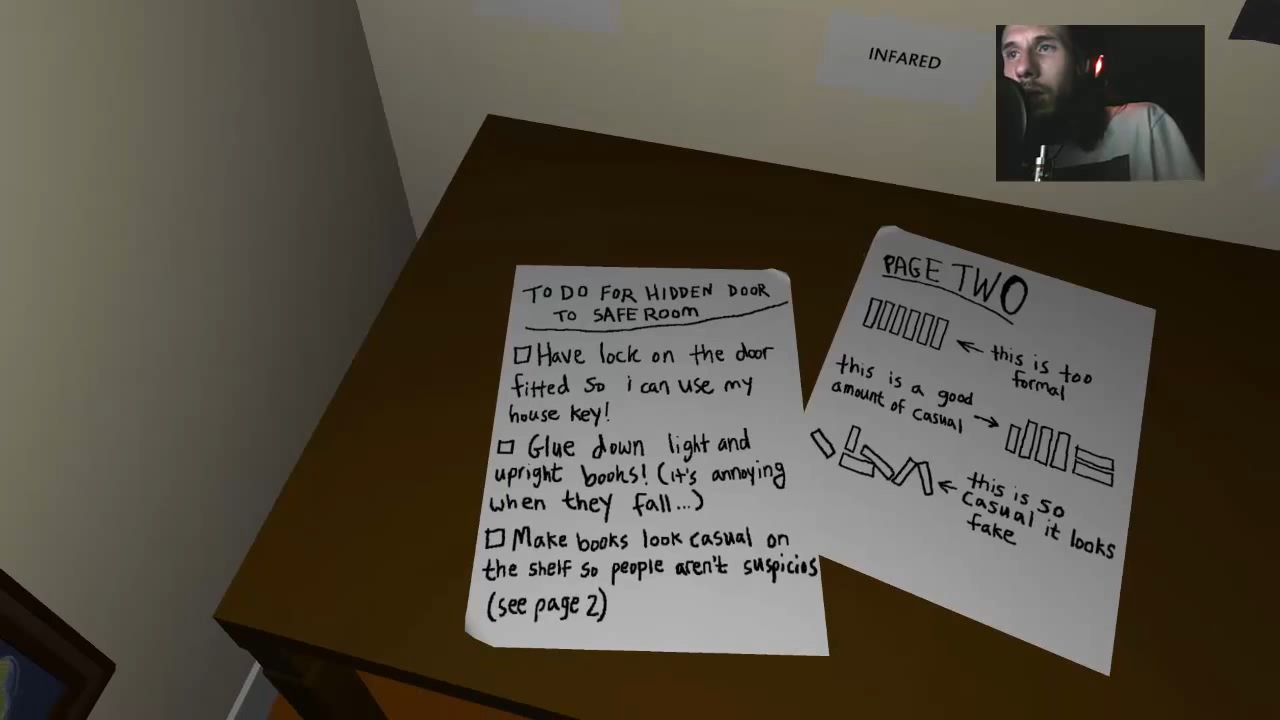 INFARED
TO DO FOR HIDDEN DOOR
TO SAFE ROOM
Have lock on the door
fitted so i can use my
house key!
Glue down light and
upright books! (it's annoying
when they fall...)
Make books look casual on
the shelf so people aren't suspicios
(see page 2)
PAGE TWO
this is too
formal
this is a good
amount of casual
this is so
casual it looks
fake